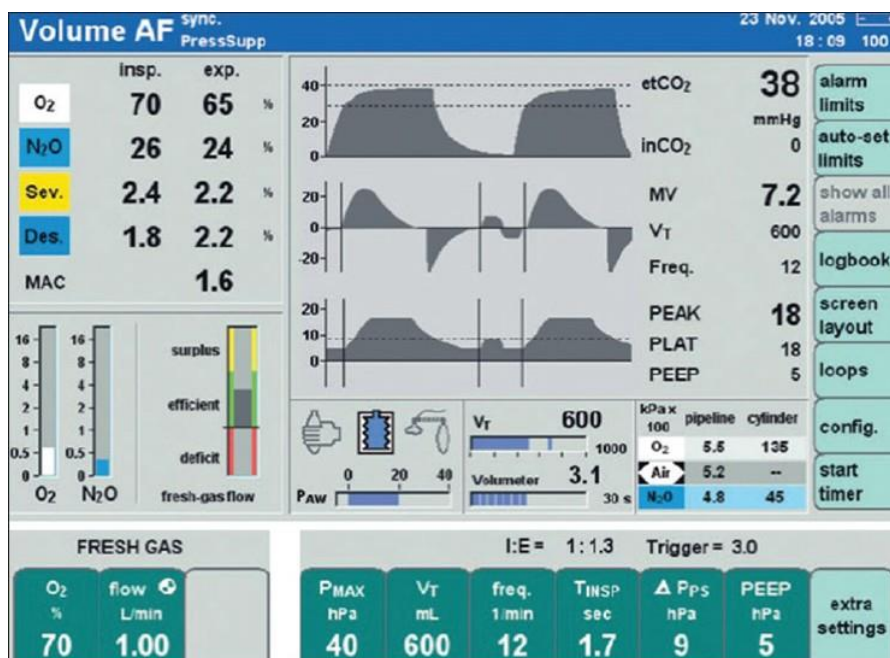 Volume AF sync.
PressSupp
23 Nov. 2005
18 : 09 100
insp. exp.
O2 70 65 %
N2O 26 24 %
Sev. 2.4 2.2 %
Des. 1.8 2.2 %
MAC 1.6
40
20
0
etCO2 38
mmHg
inCO2 0
20
0
-20
MV 7.2
VT 600
Freq. 12
20
10
0
PEAK 18
PLAT 18
PEEP 5
alarm
limits
auto-set
limits
show all
alarms
logbook
screen
layout
loops
config.
start
timer
16 16
8 8
4 4
2 2
1 1
0.5 0.5
0 0
O2 N2O
surplus
efficient
deficit
fresh-gas flow
0 20 40
PAW
VT 600
1000
Volumeter 3.1
30 s
kPa x
100 pipeline cylinder
O2 5.5 135
Air 5.2 --
N2O 4.8 45
FRESH GAS
I:E = 1 : 1.3 Trigger = 3.0
O2
%
70
flow
L/min
1.00
PMAX
hPa
40
VT
mL
600
freq.
1/min
12
TINSP
sec
1.7
Δ PPS
hPa
9
PEEP
hPa
5
extra
settings